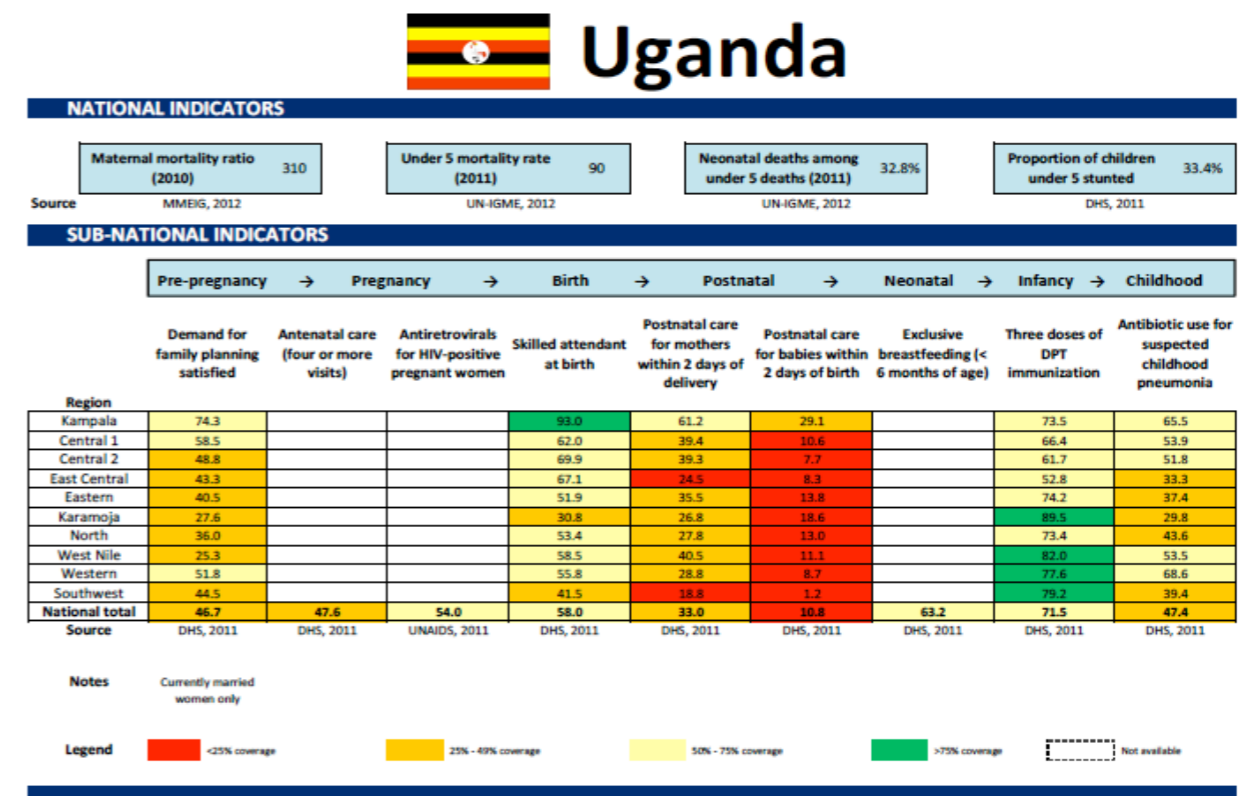 Uganda
NATIONAL INDICATORS
Maternal mortality ratio
(2010)
310
Under 5 mortality rate
(2011)
90
Neonatal deaths among
under 5 deaths (2011)
32.8%
Proportion of children
under 5 stunted
33.4%
Source MMEIG, 2012 UN-IGME, 2012 UN-IGME, 2012 DHS, 2011
SUB-NATIONAL INDICATORS
Pre-pregnancy → Pregnancy → Birth → Postnatal → Neonatal → Infancy → Childhood
Demand for
family planning
satisfied
Antenatal care
(four or more
visits)
Antiretrovirals
for HIV-positive
pregnant women
Skilled attendant
at birth
Postnatal care
for mothers
within 2 days of
delivery
Postnatal care
for babies within
2 days of birth
Exclusive
breastfeeding (<
6 months of age)
Three doses of
DPT
immunization
Antibiotic use for
suspected
childhood
pneumonia
Region
Kampala 74.3 93.0 61.2 29.1 73.5 65.5
Central 1 58.5 62.0 39.4 10.6 66.4 53.9
Central 2 48.8 69.9 39.3 7.7 61.7 51.8
East Central 43.3 67.1 24.5 8.3 52.8 33.3
Eastern 40.5 51.9 35.5 13.8 74.2 37.4
Karamoja 27.6 30.8 26.8 18.6 89.5 29.8
North 36.0 53.4 27.8 13.0 73.4 43.6
West Nile 25.3 58.5 40.5 11.1 82.0 53.5
Western 51.8 55.8 28.8 8.7 77.6 68.6
Southwest 44.5 41.5 18.8 1.2 79.2 39.4
National total 46.7 47.6 54.0 58.0 33.0 10.8 63.2 71.5 47.4
Source DHS, 2011 DHS, 2011 UNAIDS, 2011 DHS, 2011 DHS, 2011 DHS, 2011 DHS, 2011 DHS, 2011 DHS, 2011
Notes Currently married
women only
Legend <25% coverage 25% - 49% coverage 50% - 75% coverage >75% coverage Not available